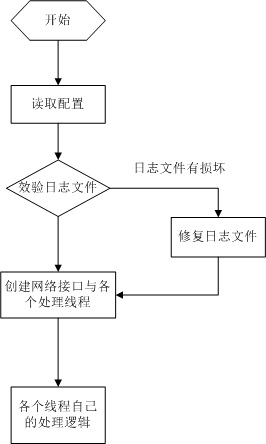 开始
读取配置
效验日志文件
日志文件有损坏
修复日志文件
创建网络接口与各
个处理线程
各个线程自己
的处理逻辑